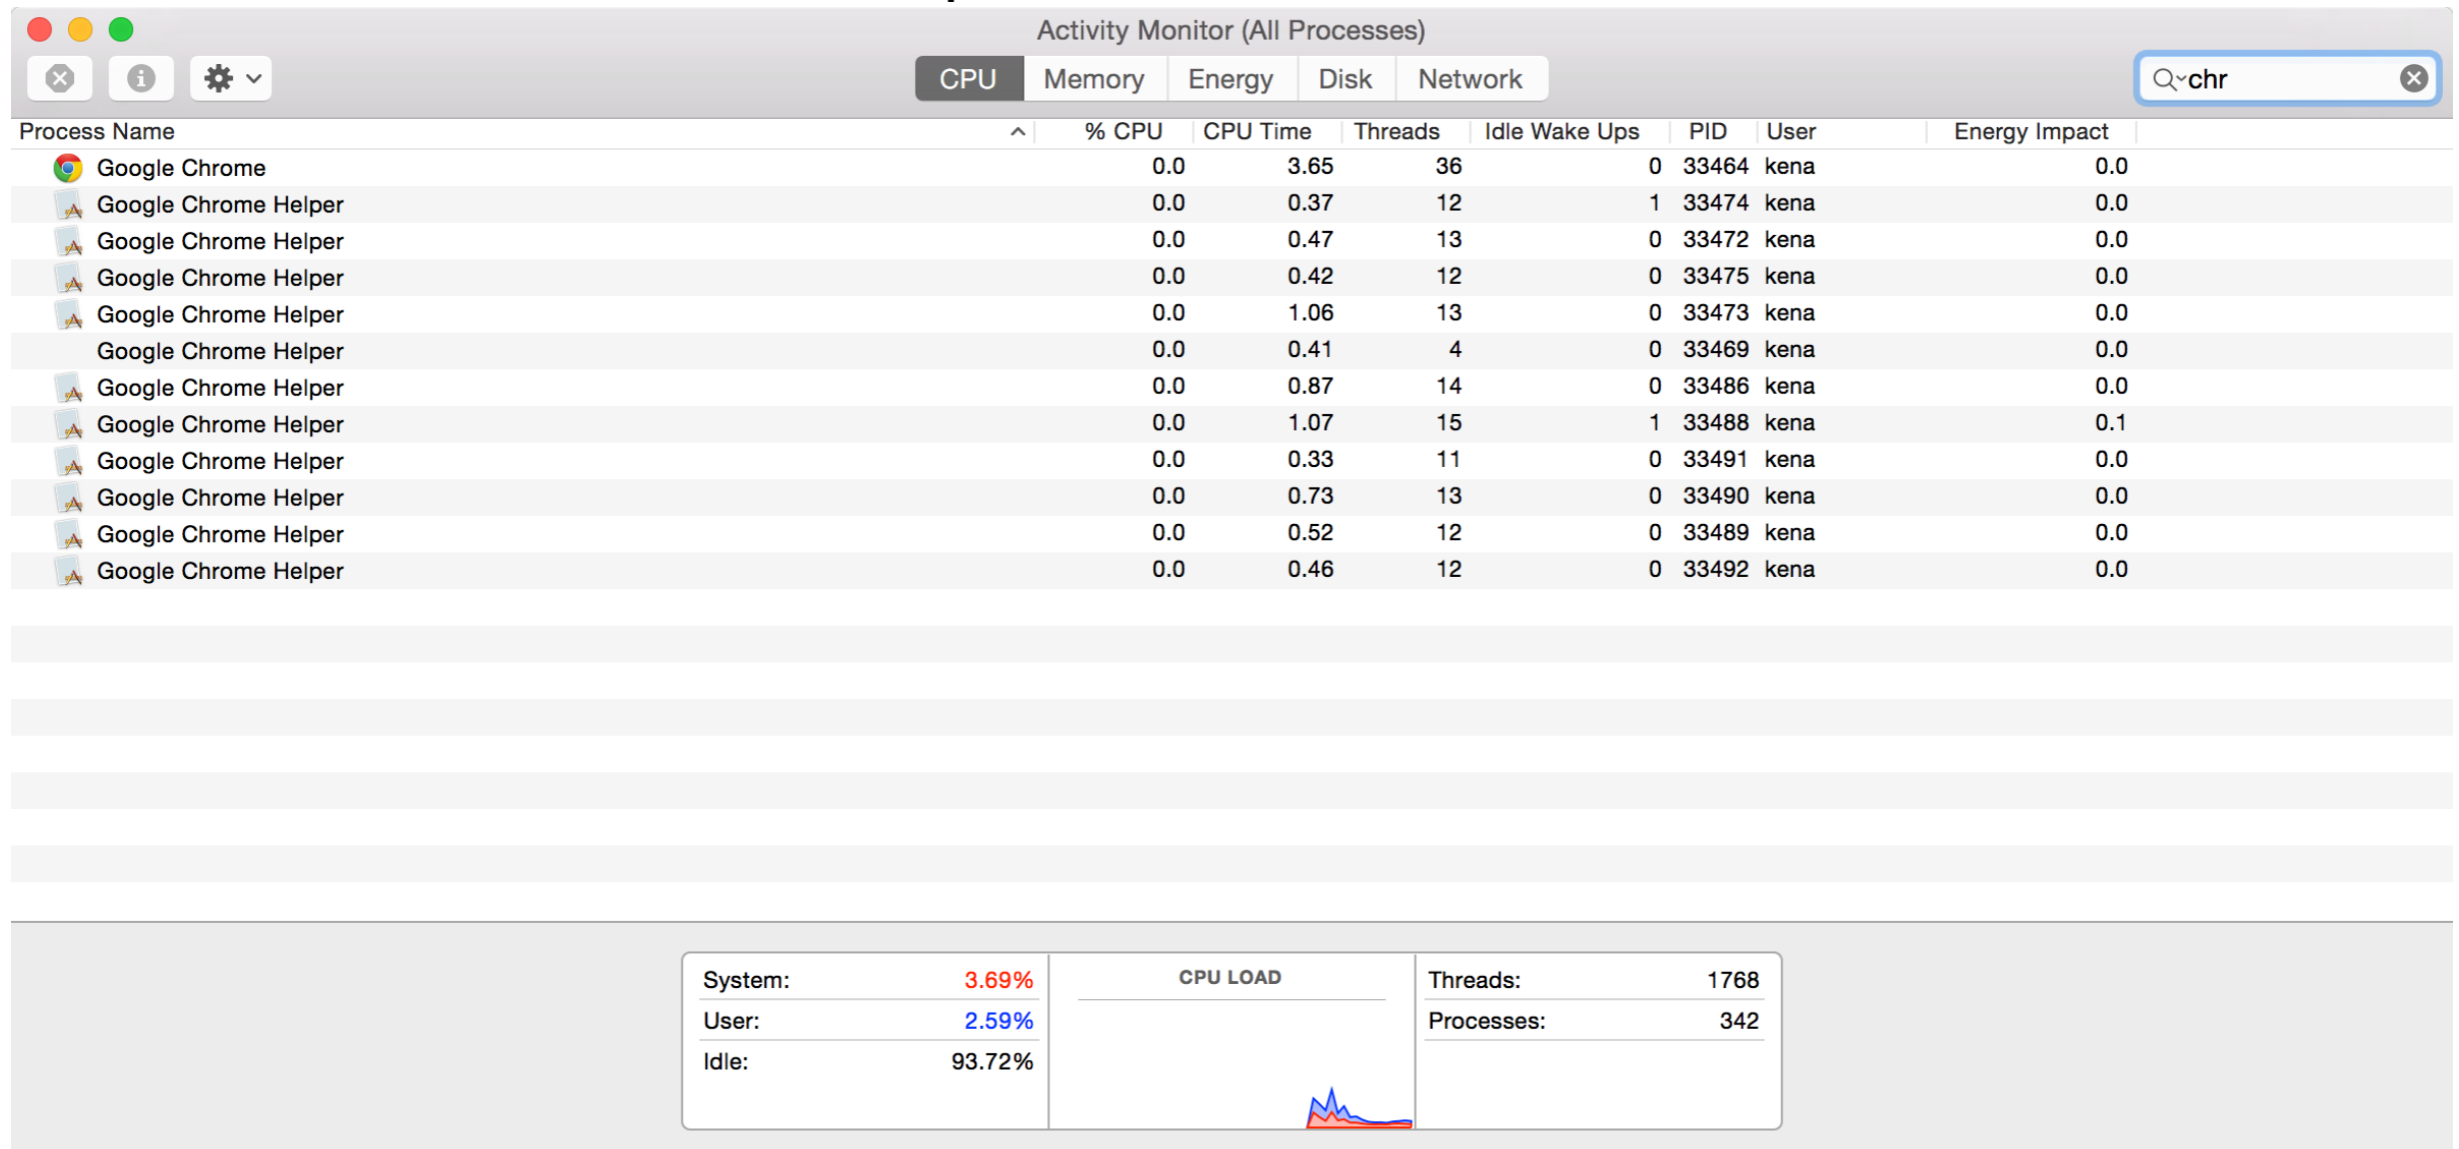 Activity Monitor (All Processes)
CPU Memory Energy Disk Network chr
Process Name % CPU CPU Time Threads Idle Wake Ups PID User Energy Impact
Google Chrome 0.0 3.65 36 0 33464 kena 0.0
Google Chrome Helper 0.0 0.37 12 1 33474 kena 0.0
Google Chrome Helper 0.0 0.47 13 0 33472 kena 0.0
Google Chrome Helper 0.0 0.42 12 0 33475 kena 0.0
Google Chrome Helper 0.0 1.06 13 0 33473 kena 0.0
Google Chrome Helper 0.0 0.41 4 0 33469 kena 0.0
Google Chrome Helper 0.0 0.87 14 0 33486 kena 0.0
Google Chrome Helper 0.0 1.07 15 1 33488 kena 0.1
Google Chrome Helper 0.0 0.33 11 0 33491 kena 0.0
Google Chrome Helper 0.0 0.73 13 0 33490 kena 0.0
Google Chrome Helper 0.0 0.52 12 0 33489 kena 0.0
Google Chrome Helper 0.0 0.46 12 0 33492 kena 0.0
System: 3.69% CPU LOAD Threads: 1768
User: 2.59% Processes: 342
Idle: 93.72%